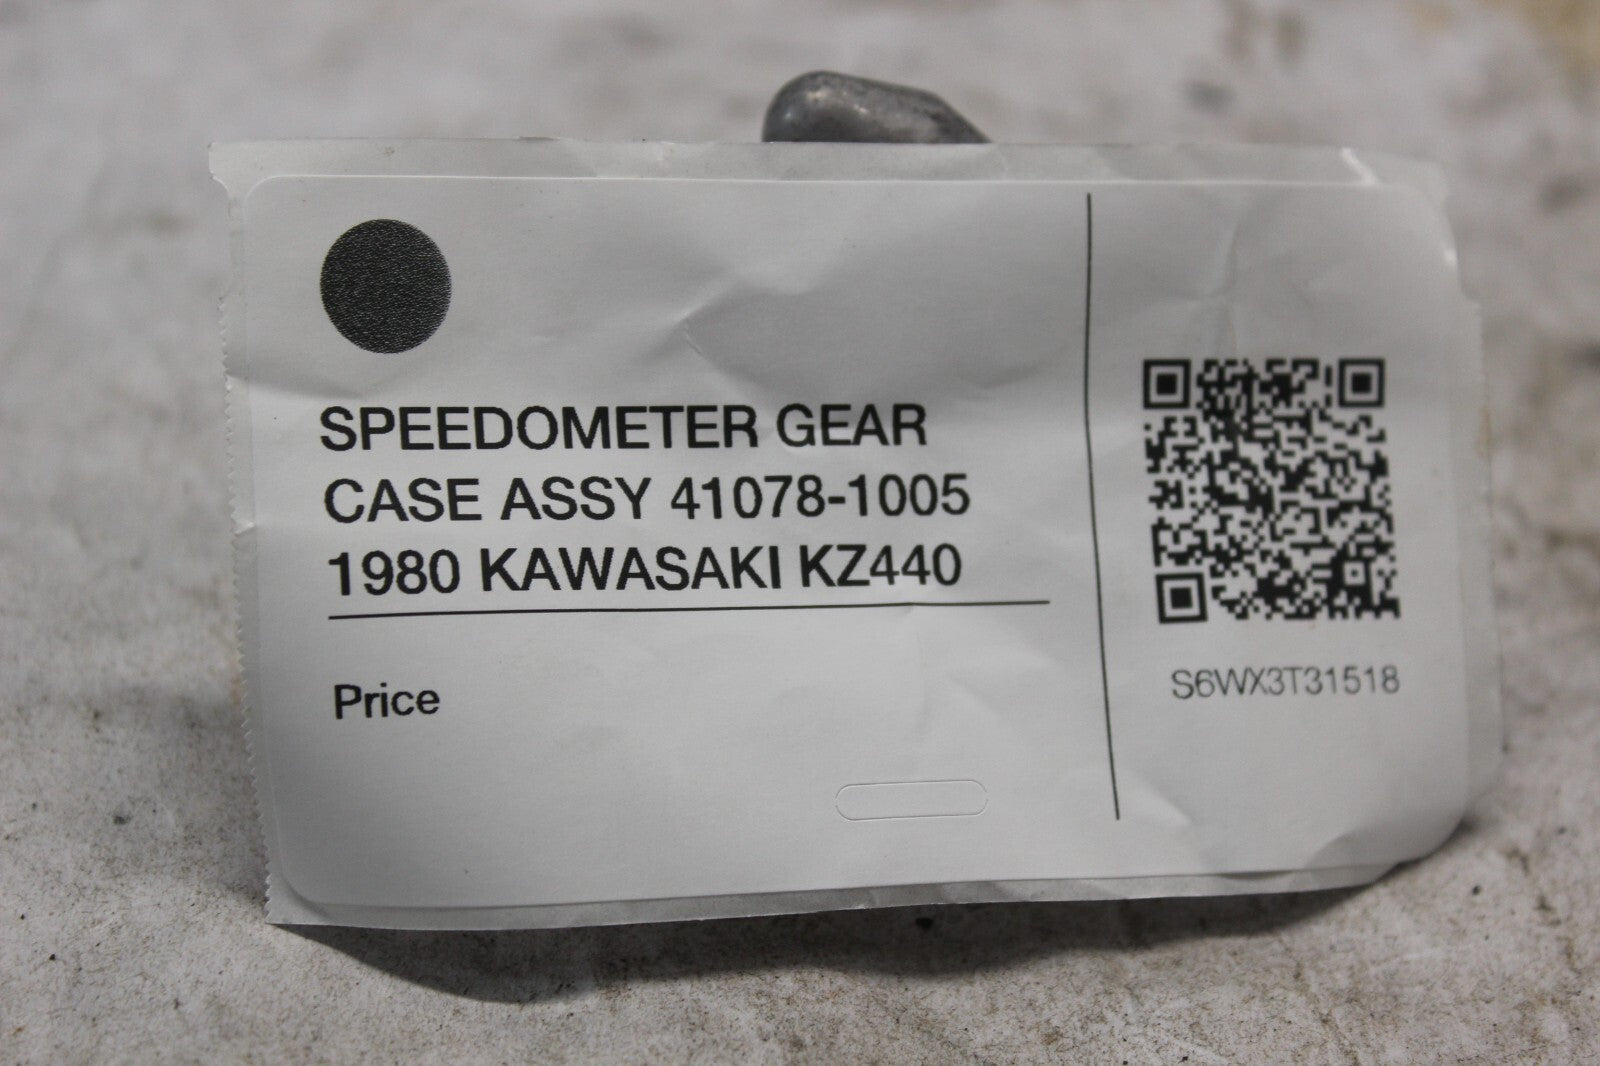 SPEEDOMETER GEAR
CASE ASSY 41078-1005
1980 KAWASAKI KZ440
Price
S6WX3T31518